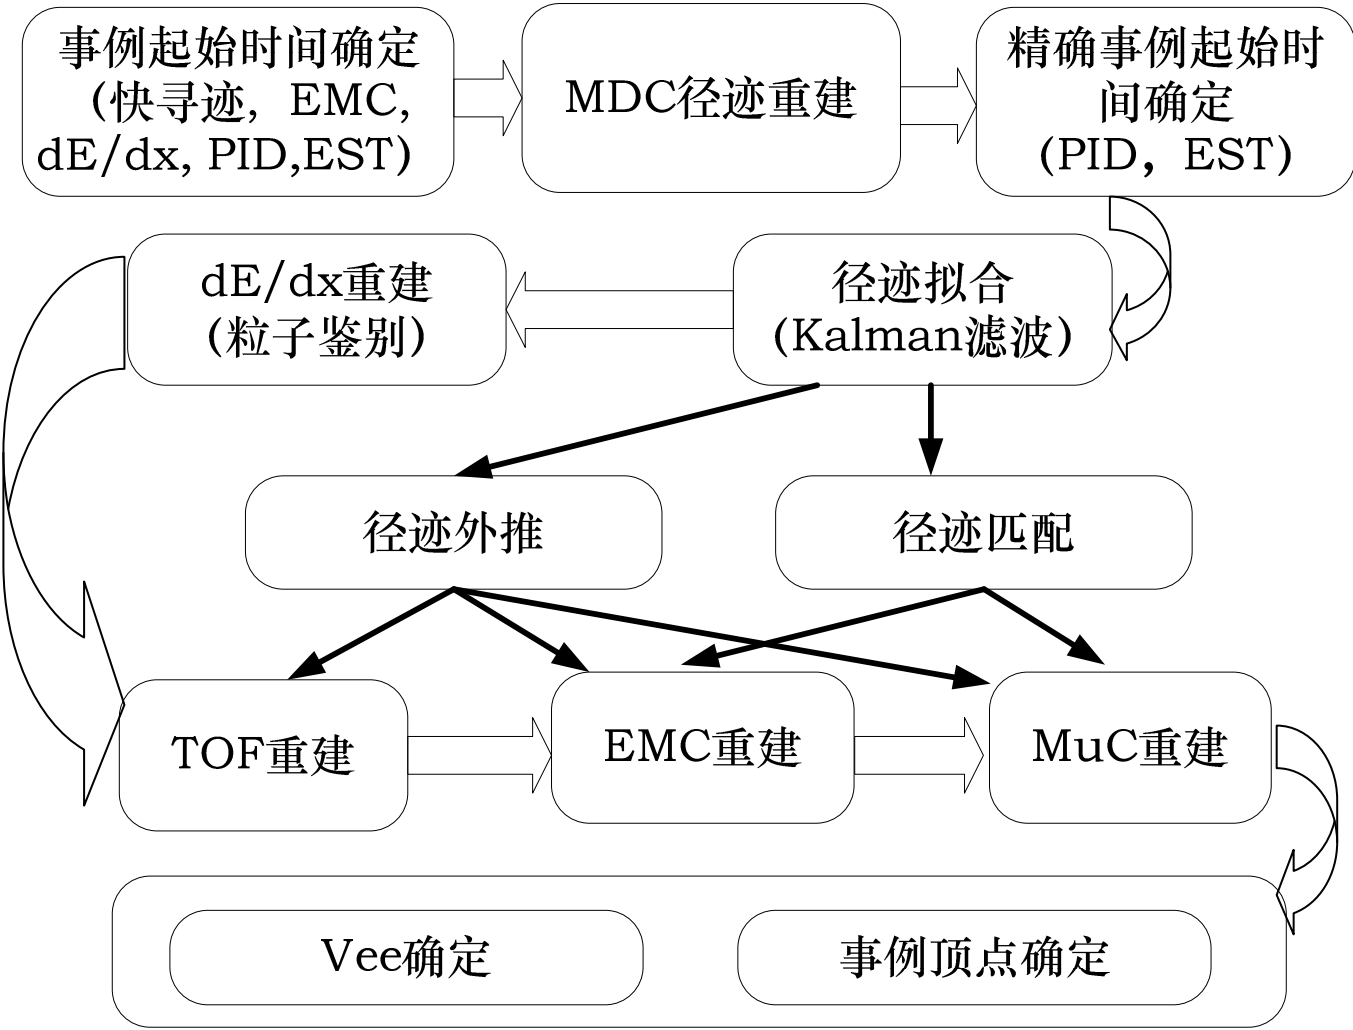 事例起始时间确定
（快寻迹，EMC,
dE/dx, PID,EST)
MDC径迹重建
精确事例起始时
间确定
(PID，EST)
dE/dx重建
(粒子鉴别)
径迹拟合
(Kalman滤波)
径迹外推
径迹匹配
TOF重建
EMC重建
MuC重建
Vee确定
事例顶点确定